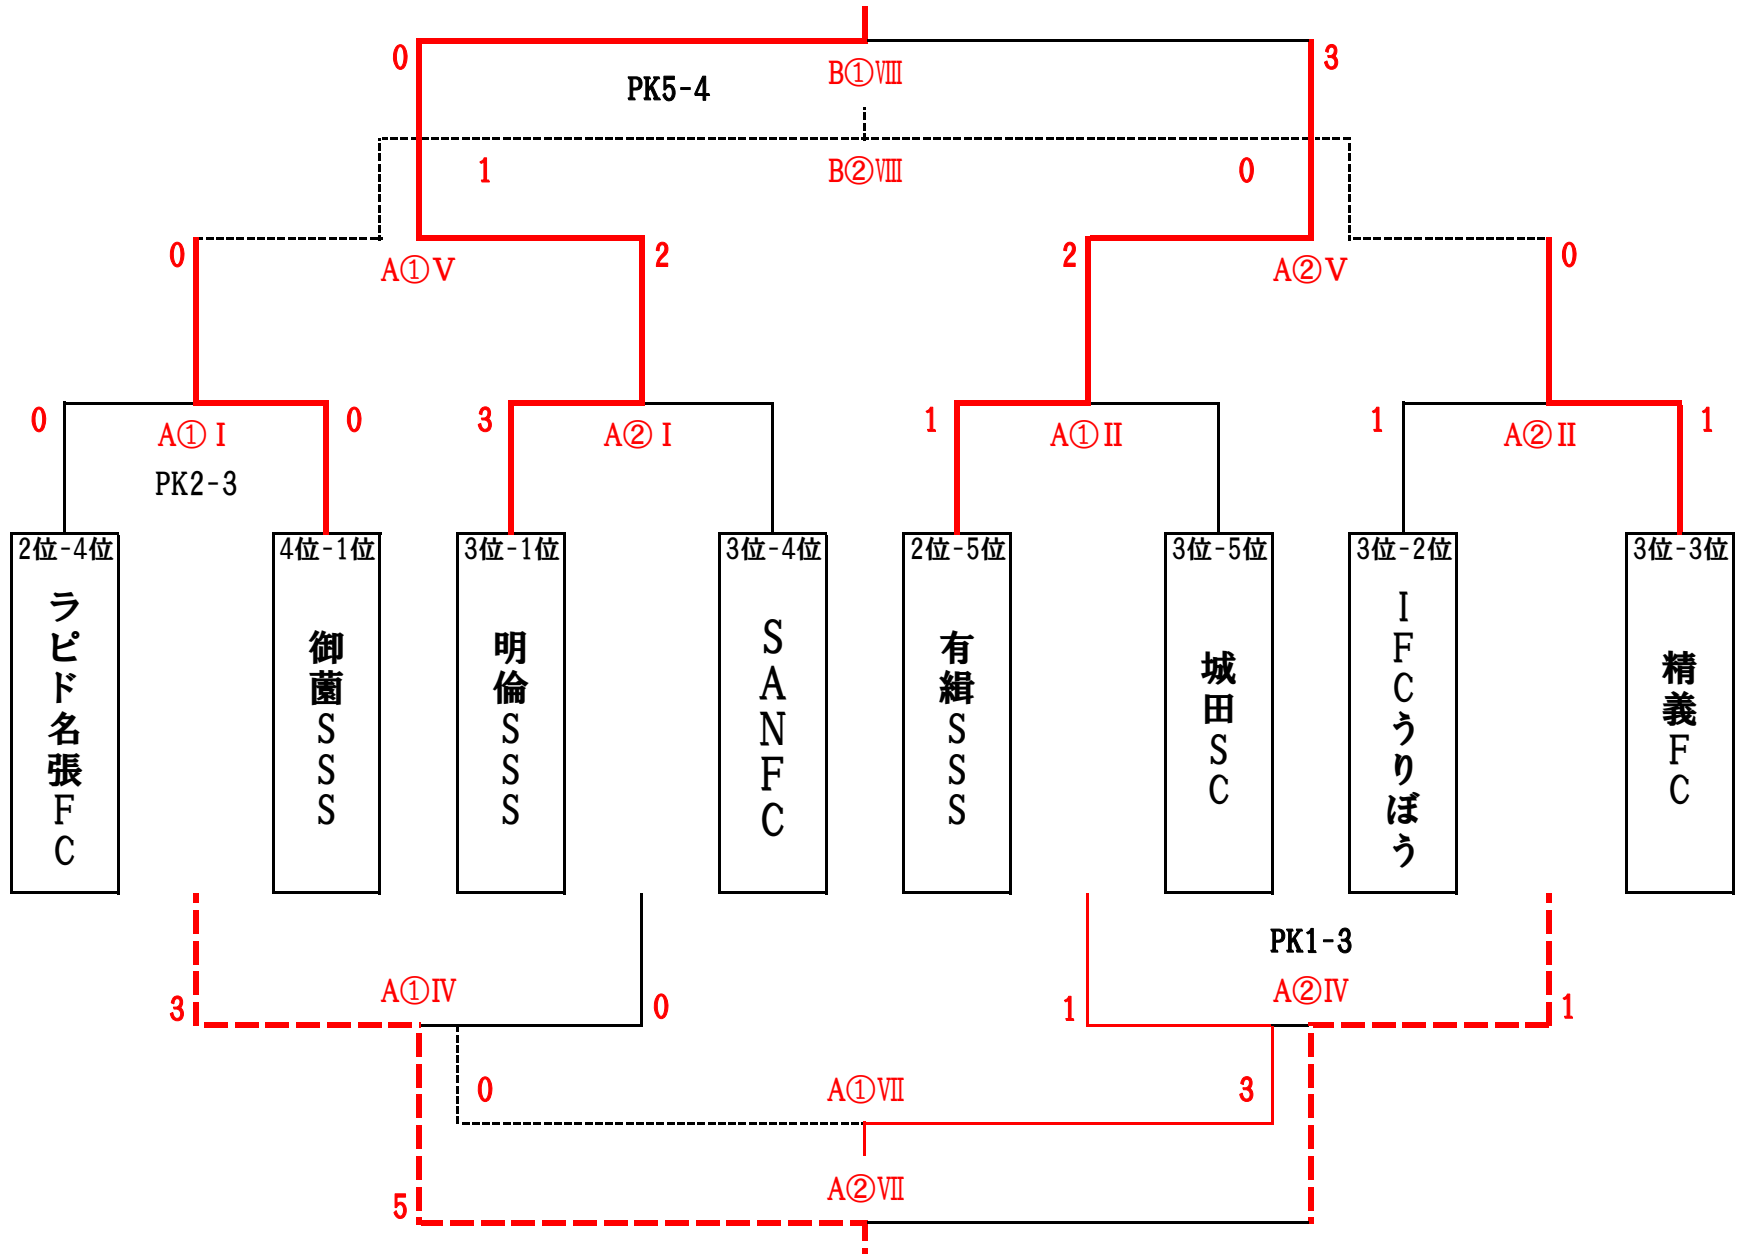 0
3
B①Ⅷ
PK5-4
1
B②Ⅷ
0
0
2
2
0
A①Ⅴ
A②Ⅴ
0
0
3
1
1
1
A①Ⅰ
A②Ⅰ
A①Ⅱ
A②Ⅱ
PK2-3
2位-4位
4位-1位
3位-1位
3位-4位
2位-5位
3位-5位
3位-2位
3位-3位
ラピド名張FC
御薗SSS
明倫SSS
SANFC
有緝SSS
城田SC
IFCうりぼう
精義FC
PK1-3
A①Ⅳ
A②Ⅳ
3
0
1
1
0
A①Ⅶ
3
A②Ⅶ
5